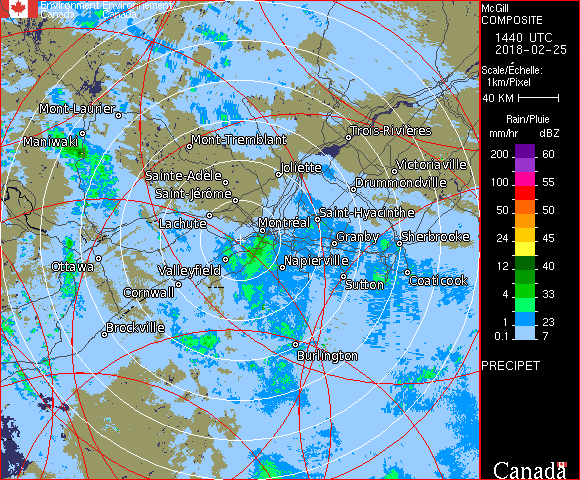 Environment Environnement
Canada Canada
Mont-Laurier
Maniwaki
Mont-Tremblant
Trois-Rivières
Sainte-Adèle
Joliette
Victoriaville
Saint-Jérôme
Drummondville
Lachute
Montréal
Saint-Hyacinthe
Granby
Sherbrooke
Ottawa
Valleyfield
Napierville
Cornwall
Sutton
Coaticook
Brockville
Burlington
McGill
COMPOSITE
1440 UTC
2018-02-25
Scale/Échelle:
1km/Pixel
40 KM
Rain/Pluie
mm/hr dBZ
200 60
100 55
50 50
24 45
12 40
4 33
1 23
0.1 7
PRECIPET
Canada